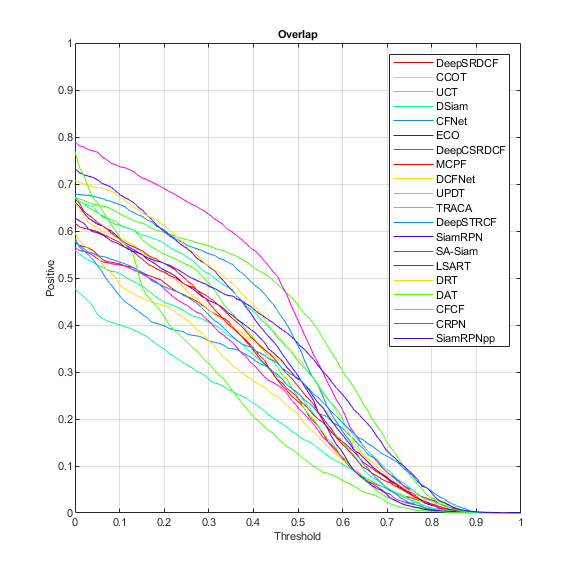 Overlap
1
0.9
0.8
0.7
0.6
0.5
0.4
0.3
0.2
0.1
0
Positive
DeepSRDCF
CCOT
UCT
DSiam
CFNet
ECO
DeepCSRDCF
MCPF
DCFNet
UPDT
TRACA
DeepSTRCF
SiamRPN
SA-Siam
LSART
DRT
DAT
CFCF
CRPN
SiamRPNpp
0 0.1 0.2 0.3 0.4 0.5 0.6 0.7 0.8 0.9 1
Threshold